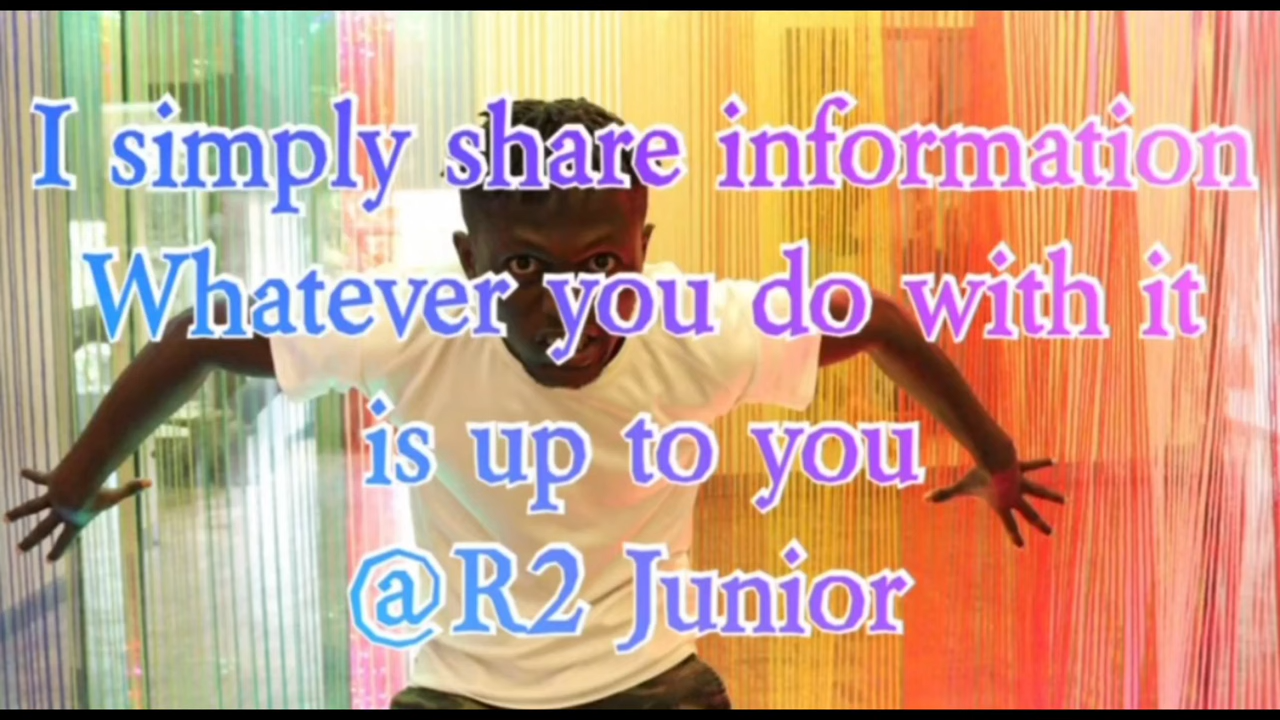 I simply share information
Whatever you do with it
is up to you
@R2 Junior